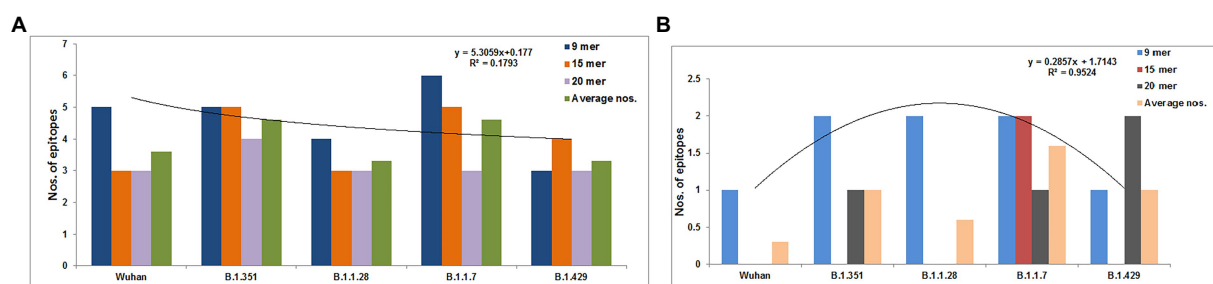 A
7
6
5
4
3
2
1
0
Nos. of epitopes
y = 5.3059x+0.177
R² = 0.1793
9 mer
15 mer
20 mer
Average nos.
Wuhan B.1.351 B.1.1.28 B.1.1.7 B.1.429
B
2.5
2
1.5
1
0.5
0
Nos. of epitopes
y = 0.2857x + 1.7143
R² = 0.9524
9 mer
15 mer
20 mer
Average nos.
Wuhan B.1.351 B.1.1.28 B.1.1.7 B.1.429